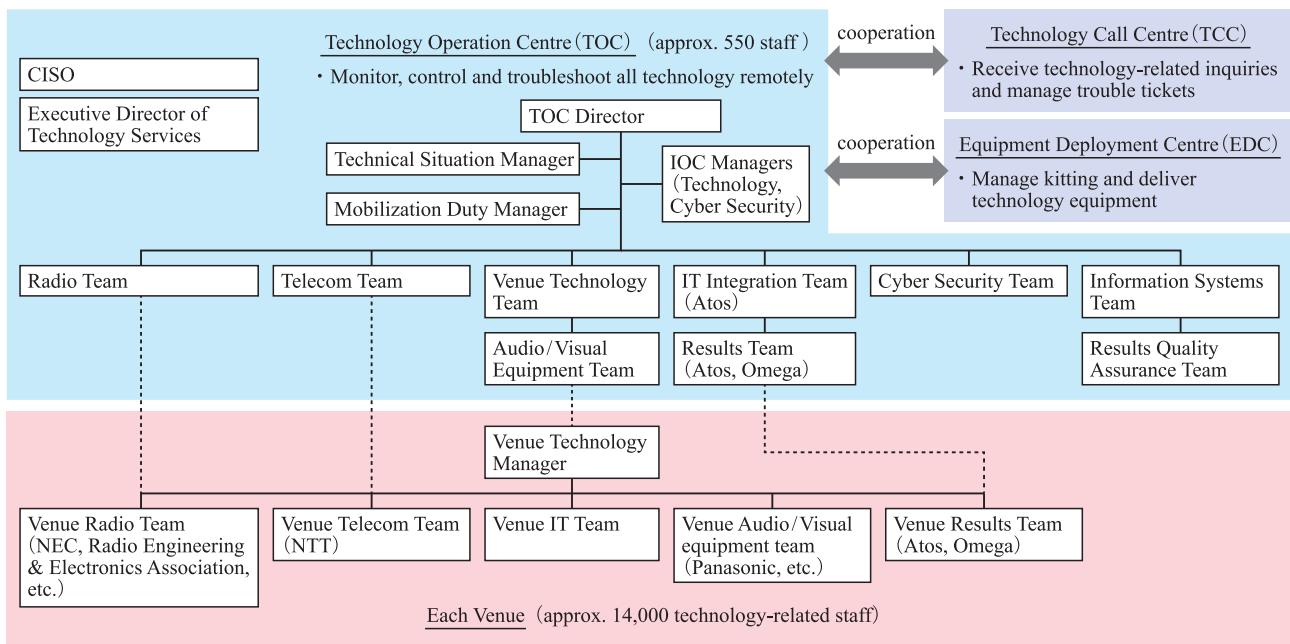 Technology Operation Centre (TOC) (approx. 550 staff )
・Monitor, control and troubleshoot all technology remotely
cooperation
Technology Call Centre (TCC)
・Receive technology-related inquiries
and manage trouble tickets
CISO
Executive Director of
Technology Services
TOC Director
cooperation
Equipment Deployment Centre (EDC)
・Manage kitting and deliver
technology equipment
Technical Situation Manager
IOC Managers
(Technology,
Cyber Security)
Mobilization Duty Manager
Radio Team
Telecom Team
Venue Technology
Team
IT Integration Team
(Atos)
Cyber Security Team
Information Systems
Team
Audio/Visual
Equipment Team
Results Team
(Atos, Omega)
Results Quality
Assurance Team
Venue Technology
Manager
Venue Radio Team
(NEC, Radio Engineering
& Electronics Association,
etc.)
Venue Telecom Team
(NTT)
Venue IT Team
Venue Audio/Visual
equipment team
(Panasonic, etc.)
Venue Results Team
(Atos, Omega)
Each Venue (approx. 14,000 technology-related staff)